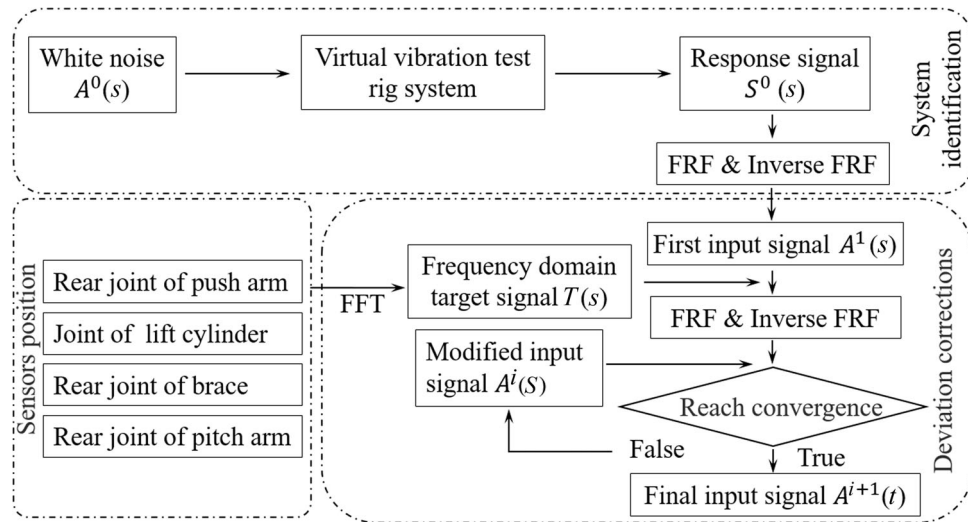 White noise
A⁰(s)
Virtual vibration test
rig system
Response signal
S⁰ (s)
System
identification
FRF & Inverse FRF
First input signal A¹(s)
Sensors position
Rear joint of push arm
Joint of lift cylinder
Rear joint of brace
Rear joint of pitch arm
FFT
Frequency domain
target signal T(s)
FRF & Inverse FRF
Modified input
signal Aⁱ(S)
Reach convergence
False
True
Final input signal Aⁱ⁺¹(t)
Deviation corrections